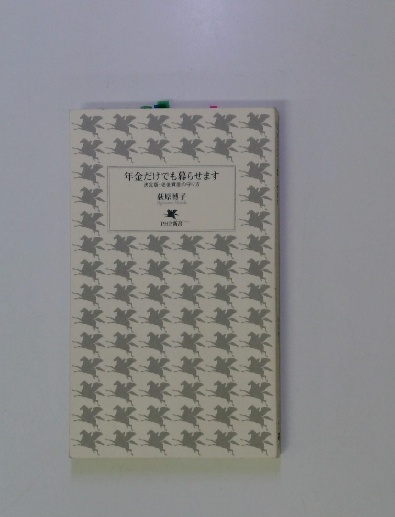 年金だけでも暮らせます
決定版・老後資産の守り方
荻原博子
PHP新書